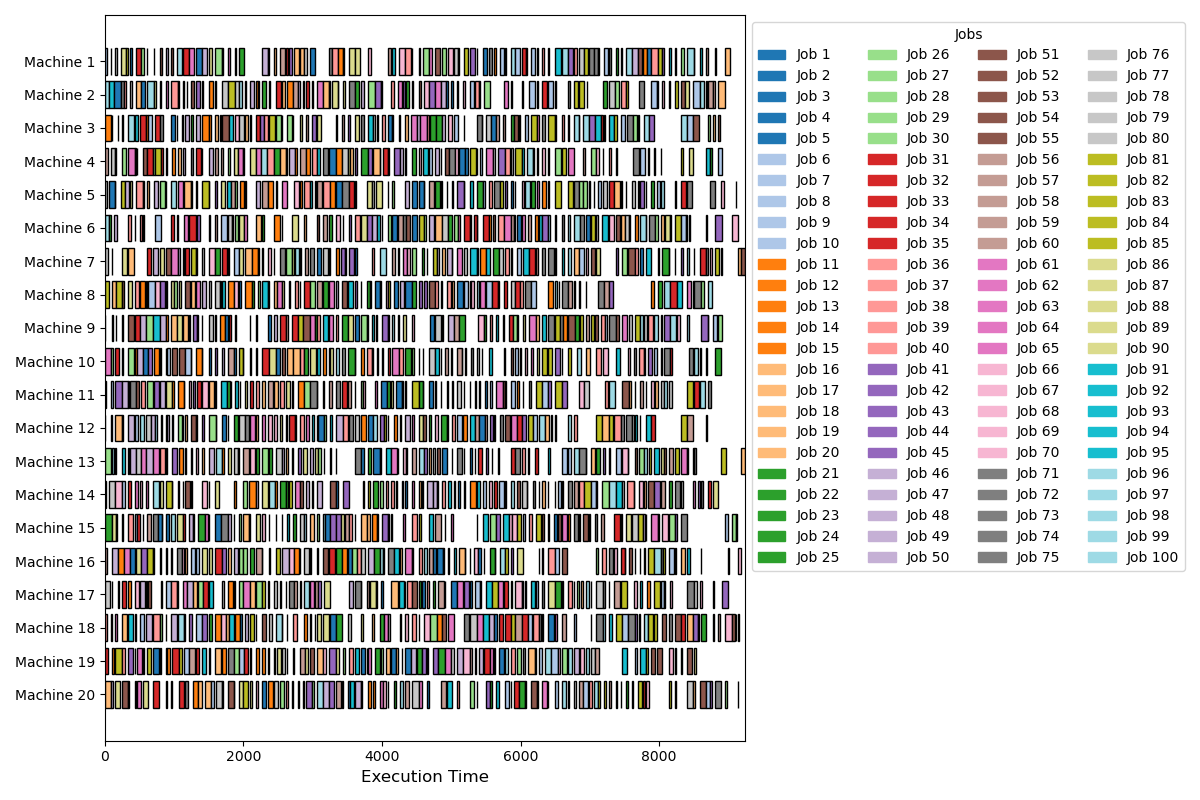 Machine 1
Machine 2
Machine 3
Machine 4
Machine 5
Machine 6
Machine 7
Machine 8
Machine 9
Machine 10
Machine 11
Machine 12
Machine 13
Machine 14
Machine 15
Machine 16
Machine 17
Machine 18
Machine 19
Machine 20
0 2000 4000 6000 8000
Execution Time
Jobs
Job 1 Job 26 Job 51 Job 76
Job 2 Job 27 Job 52 Job 77
Job 3 Job 28 Job 53 Job 78
Job 4 Job 29 Job 54 Job 79
Job 5 Job 30 Job 55 Job 80
Job 6 Job 31 Job 56 Job 81
Job 7 Job 32 Job 57 Job 82
Job 8 Job 33 Job 58 Job 83
Job 9 Job 34 Job 59 Job 84
Job 10 Job 35 Job 60 Job 85
Job 11 Job 36 Job 61 Job 86
Job 12 Job 37 Job 62 Job 87
Job 13 Job 38 Job 63 Job 88
Job 14 Job 39 Job 64 Job 89
Job 15 Job 40 Job 65 Job 90
Job 16 Job 41 Job 66 Job 91
Job 17 Job 42 Job 67 Job 92
Job 18 Job 43 Job 68 Job 93
Job 19 Job 44 Job 69 Job 94
Job 20 Job 45 Job 70 Job 95
Job 21 Job 46 Job 71 Job 96
Job 22 Job 47 Job 72 Job 97
Job 23 Job 48 Job 73 Job 98
Job 24 Job 49 Job 74 Job 99
Job 25 Job 50 Job 75 Job 100